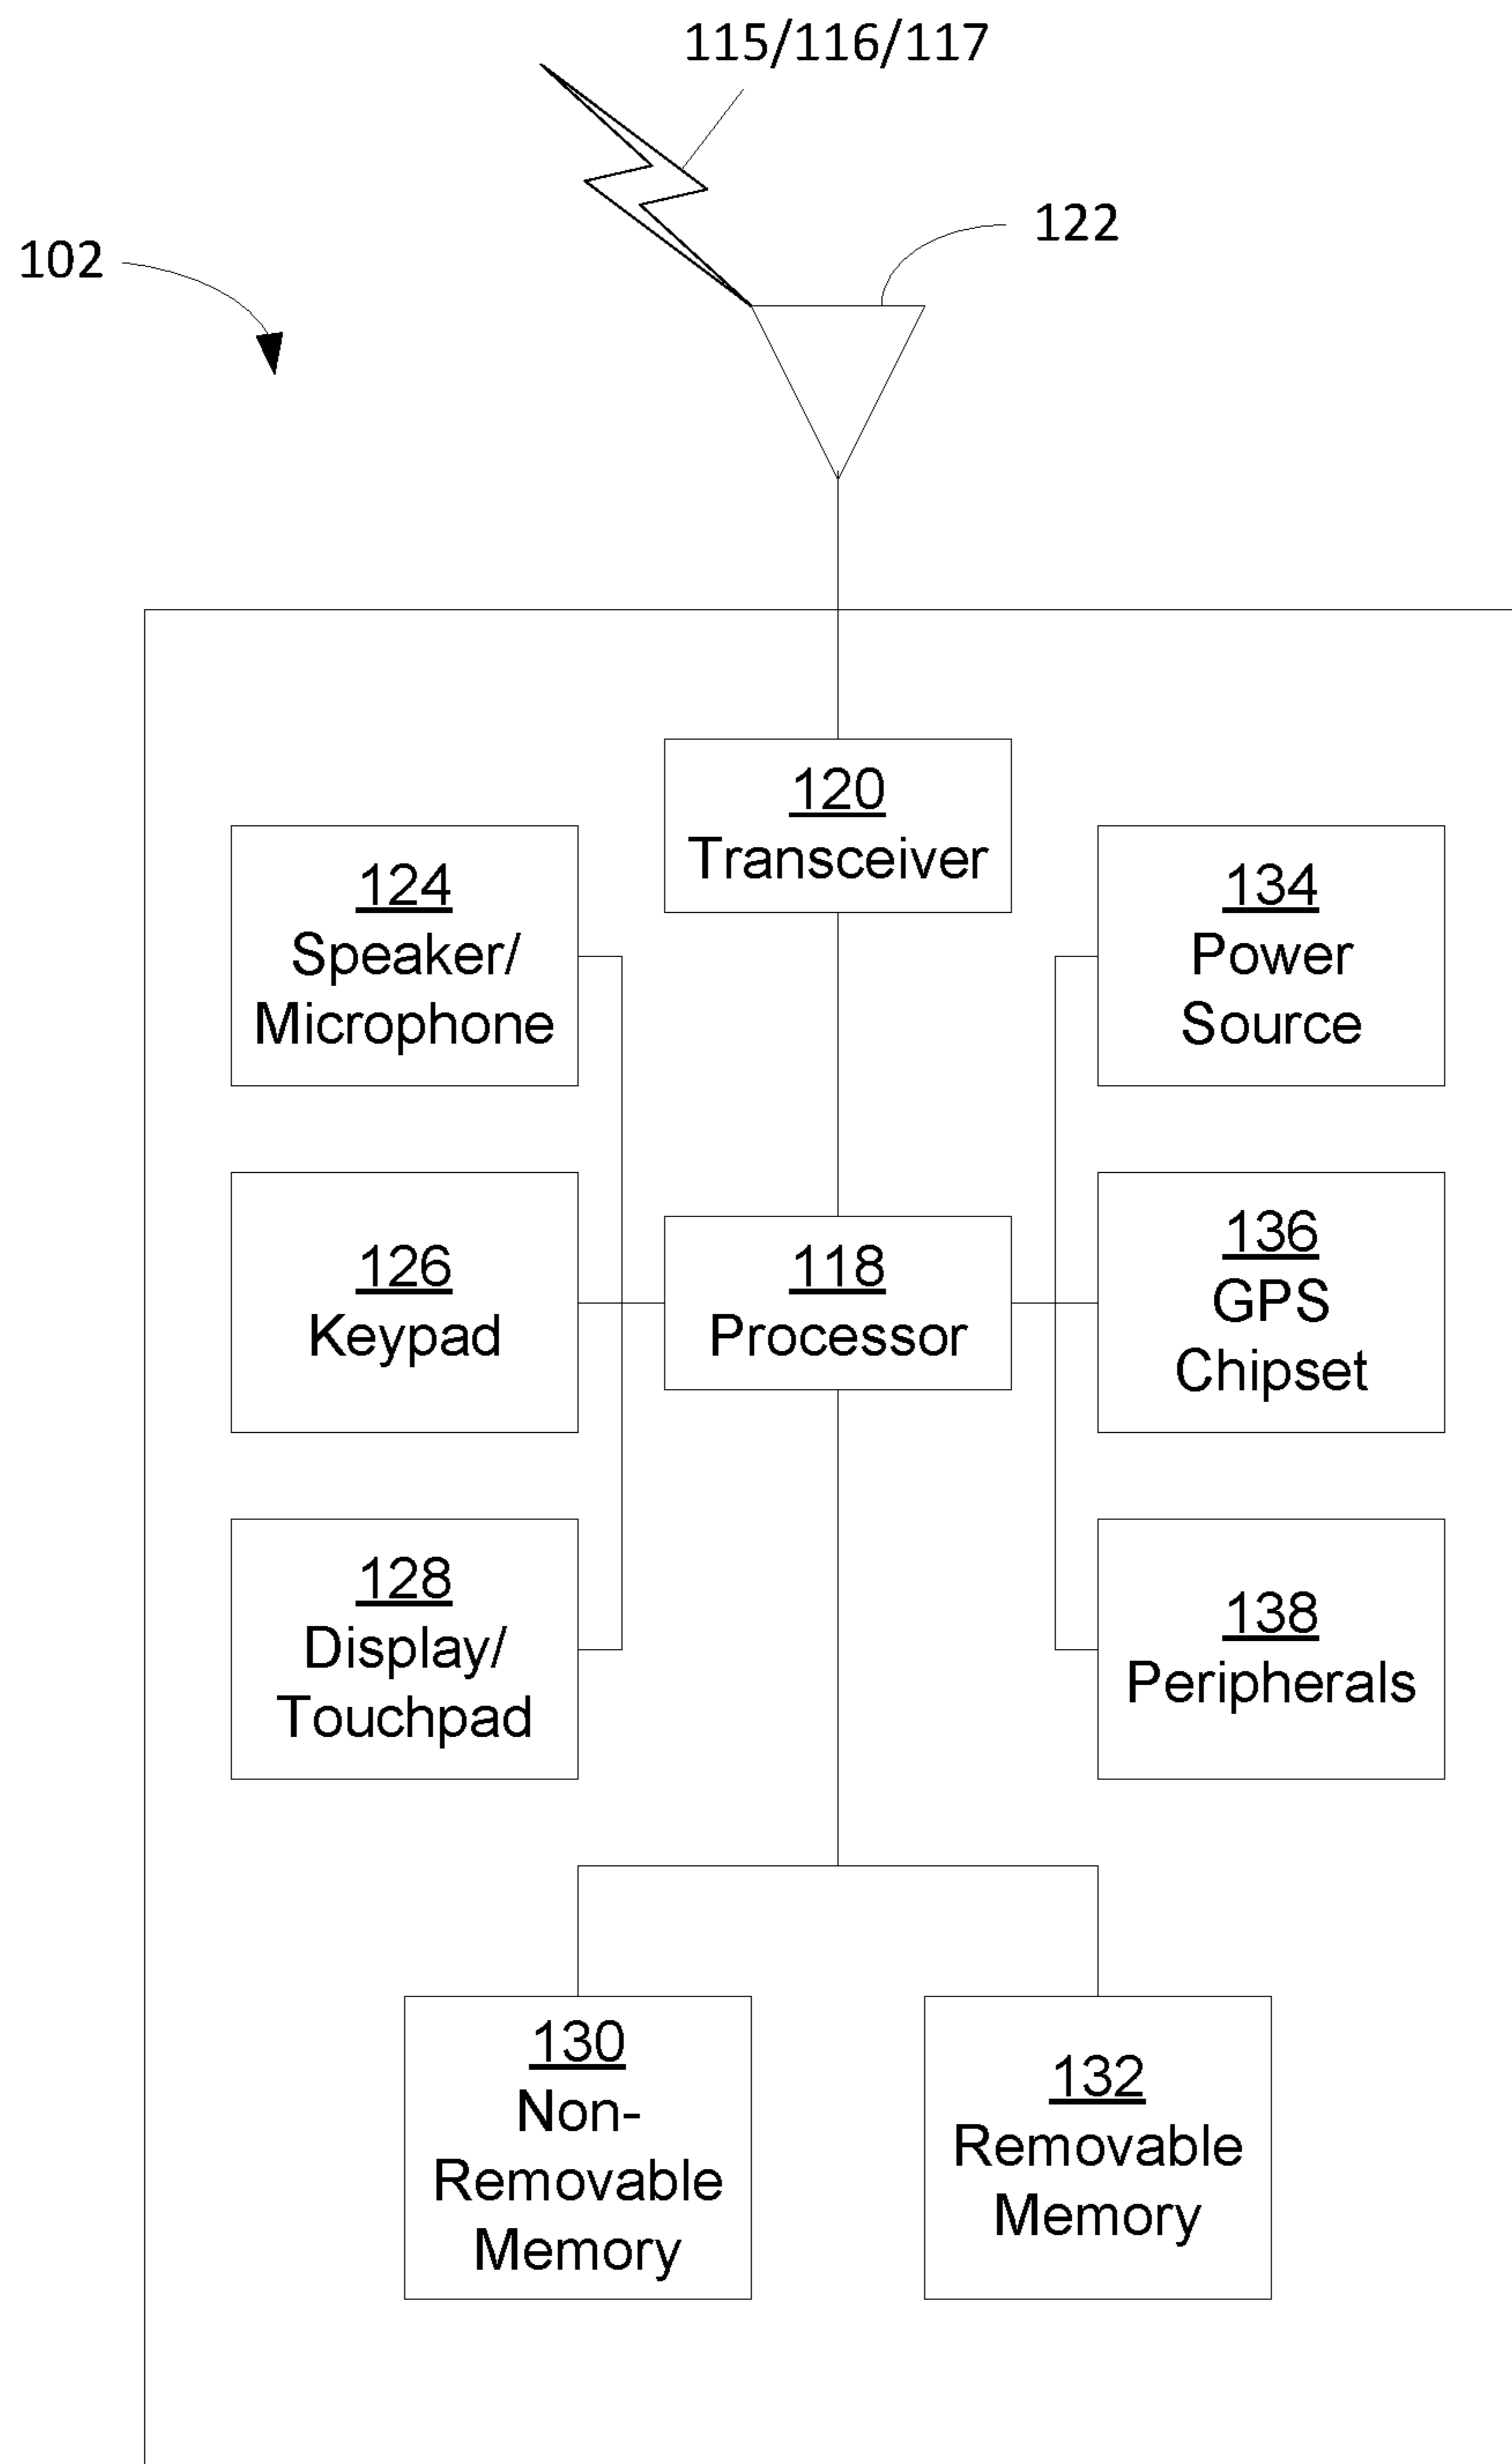 115/116/117
122
102
120
Transceiver
124
Speaker/
Microphone
134
Power
Source
126
Keypad
118
Processor
136
GPS
Chipset
128
Display/
Touchpad
138
Peripherals
130
Non-
Removable
Memory
132
Removable
Memory